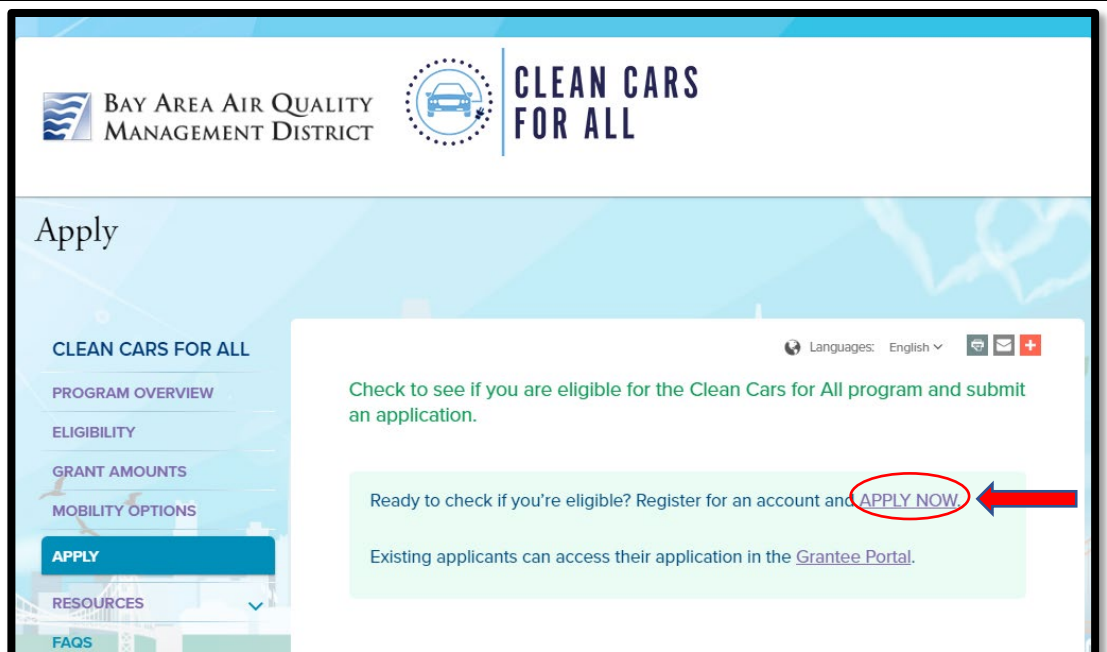 BAY AREA AIR QUALITY
MANAGEMENT DISTRICT
CLEAN CARS
FOR ALL
Apply
CLEAN CARS FOR ALL
PROGRAM OVERVIEW
ELIGIBILITY
GRANT AMOUNTS
MOBILITY OPTIONS
APPLY
RESOURCES
FAQS
Languages: English
Check to see if you are eligible for the Clean Cars for All program and submit
an application.
Ready to check if you're eligible? Register for an account and APPLY NOW.
Existing applicants can access their application in the Grantee Portal.